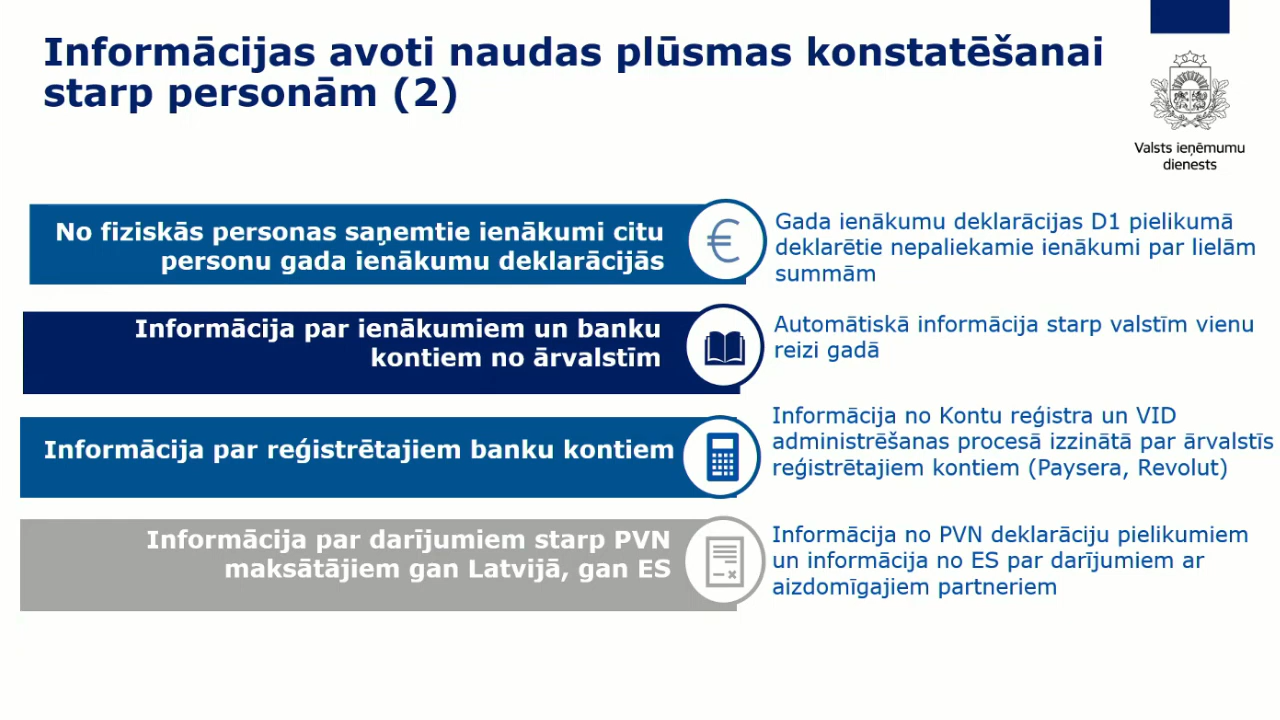 Informācijas avoti naudas plūsmas konstatēšanai
starp personām (2)
Valsts ieņēmumu
dienests
No fiziskās personas saņemtie ienākumi citu
personu gada ienākumu deklarācijās
Gada ienākumu deklarācijas D1 pielikumā
deklarētie nepaliekamie ienākumi par lielām
summām
Informācija par ienākumiem un banku
kontiem no ārvalstīm
Automātiskā informācija starp valstīm vienu
reizi gadā
Informācija par reģistrētajiem banku kontiem
Informācija no Kontu reģistra un VID
administrēšanas procesā izzinātā par ārvalstīs
reģistrētajiem kontiem (Paysera, Revolut)
Informācija par darījumiem starp PVN
maksātājiem gan Latvijā, gan ES
Informācija no PVN deklarāciju pielikumiem
un informācija no ES par darījumiem ar
aizdomīgajiem partneriem